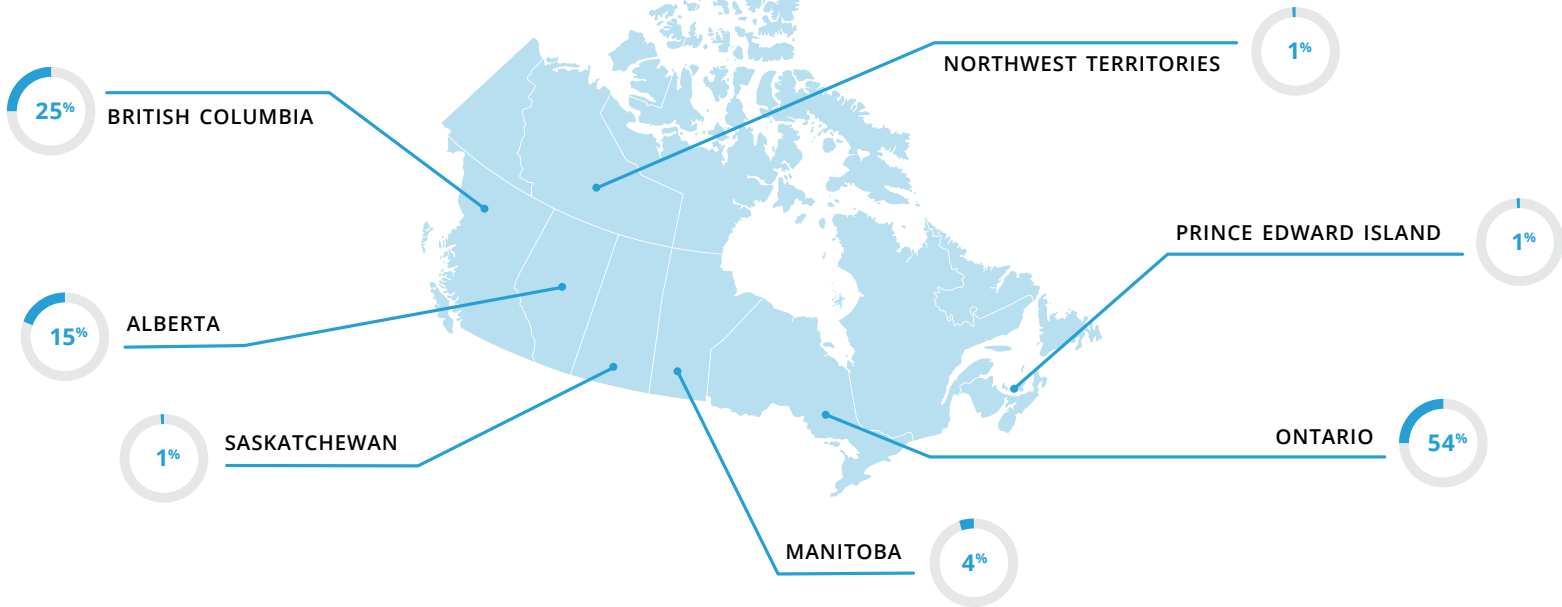 1%
NORTHWEST TERRITORIES
25%
BRITISH COLUMBIA
PRINCE EDWARD ISLAND
1%
ALBERTA
15%
SASKATCHEWAN
1%
ONTARIO
54%
MANITOBA
4%